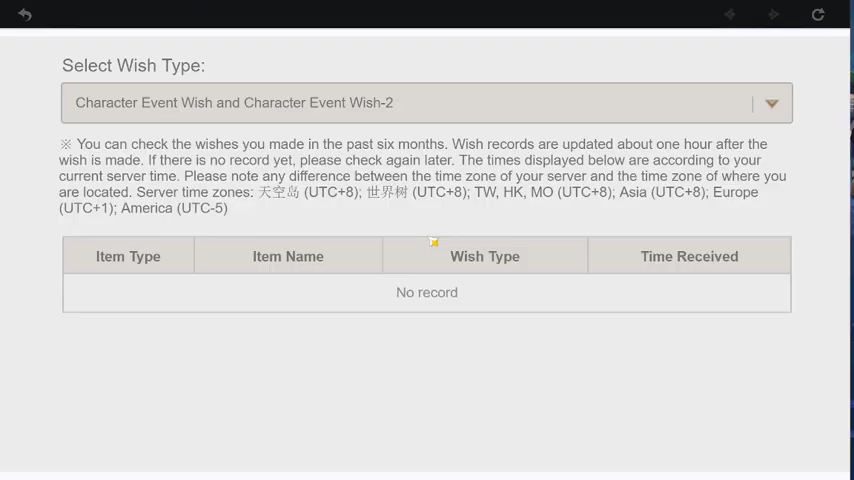 Select Wish Type:
Character Event Wish and Character Event Wish-2
※ You can check the wishes you made in the past six months. Wish records are updated about one hour after the
wish is made. If there is no record yet, please check again later. The times displayed below are according to your
current server time. Please note any difference between the time zone of your server and the time zone of where you
are located. Server time zones: 天空岛 (UTC+8); 世界树 (UTC+8); TW, HK, MO (UTC+8); Asia (UTC+8); Europe
(UTC+1); America (UTC-5)
Item Type Item Name Wish Type Time Received
No record